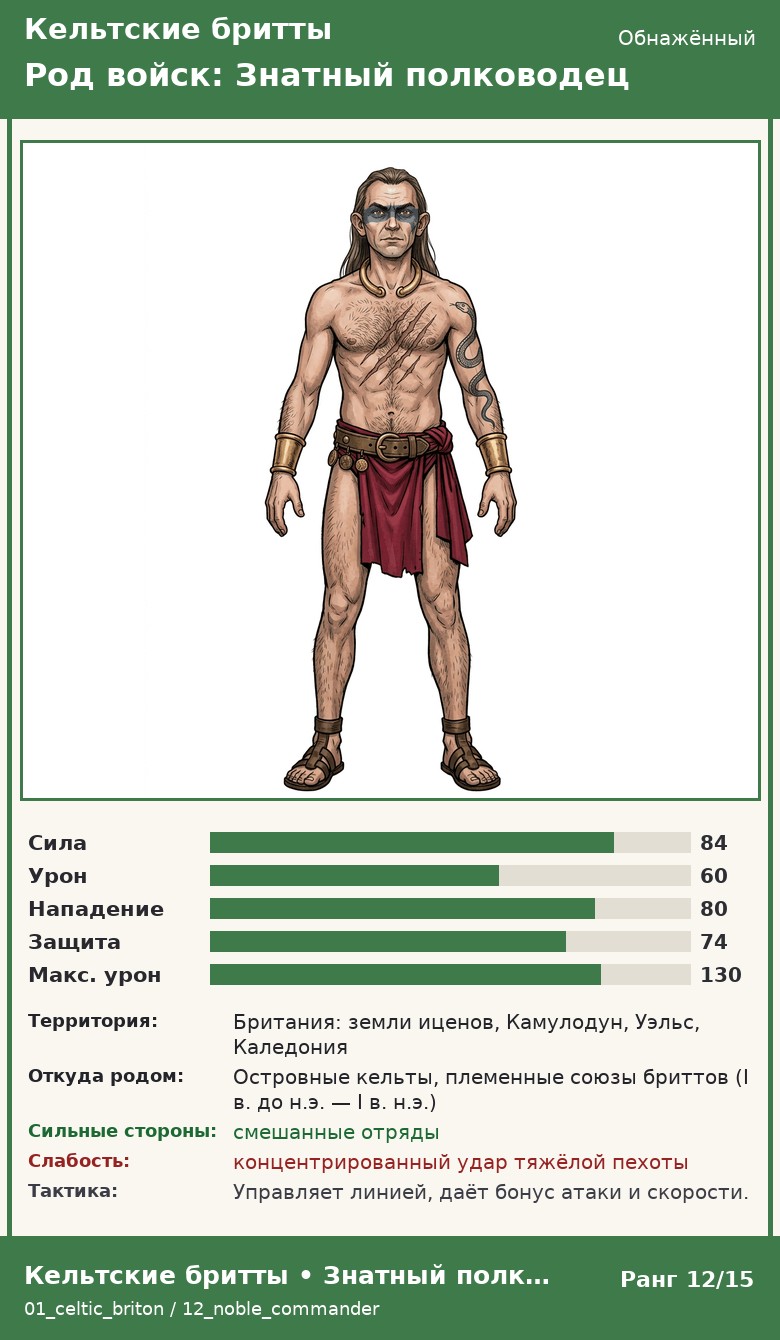 Кельтские бритты
Обнажённый
Род войск: Знатный полководец
Сила 84
Урон 60
Нападение 80
Защита 74
Макс. урон 130
Территория: Британия: земли иценов, Камулодун, Уэльс,
Каледония
Откуда родом: Островные кельты, племенные союзы бриттов (I
в. до н.э. — I в. н.э.)
Сильные стороны: смешанные отряды
Слабость: концентрированный удар тяжёлой пехоты
Тактика: Управляет линией, даёт бонус атаки и скорости.
Кельтские бритты • Знатный полк...
Ранг 12/15
01_celtic_briton / 12_noble_commander